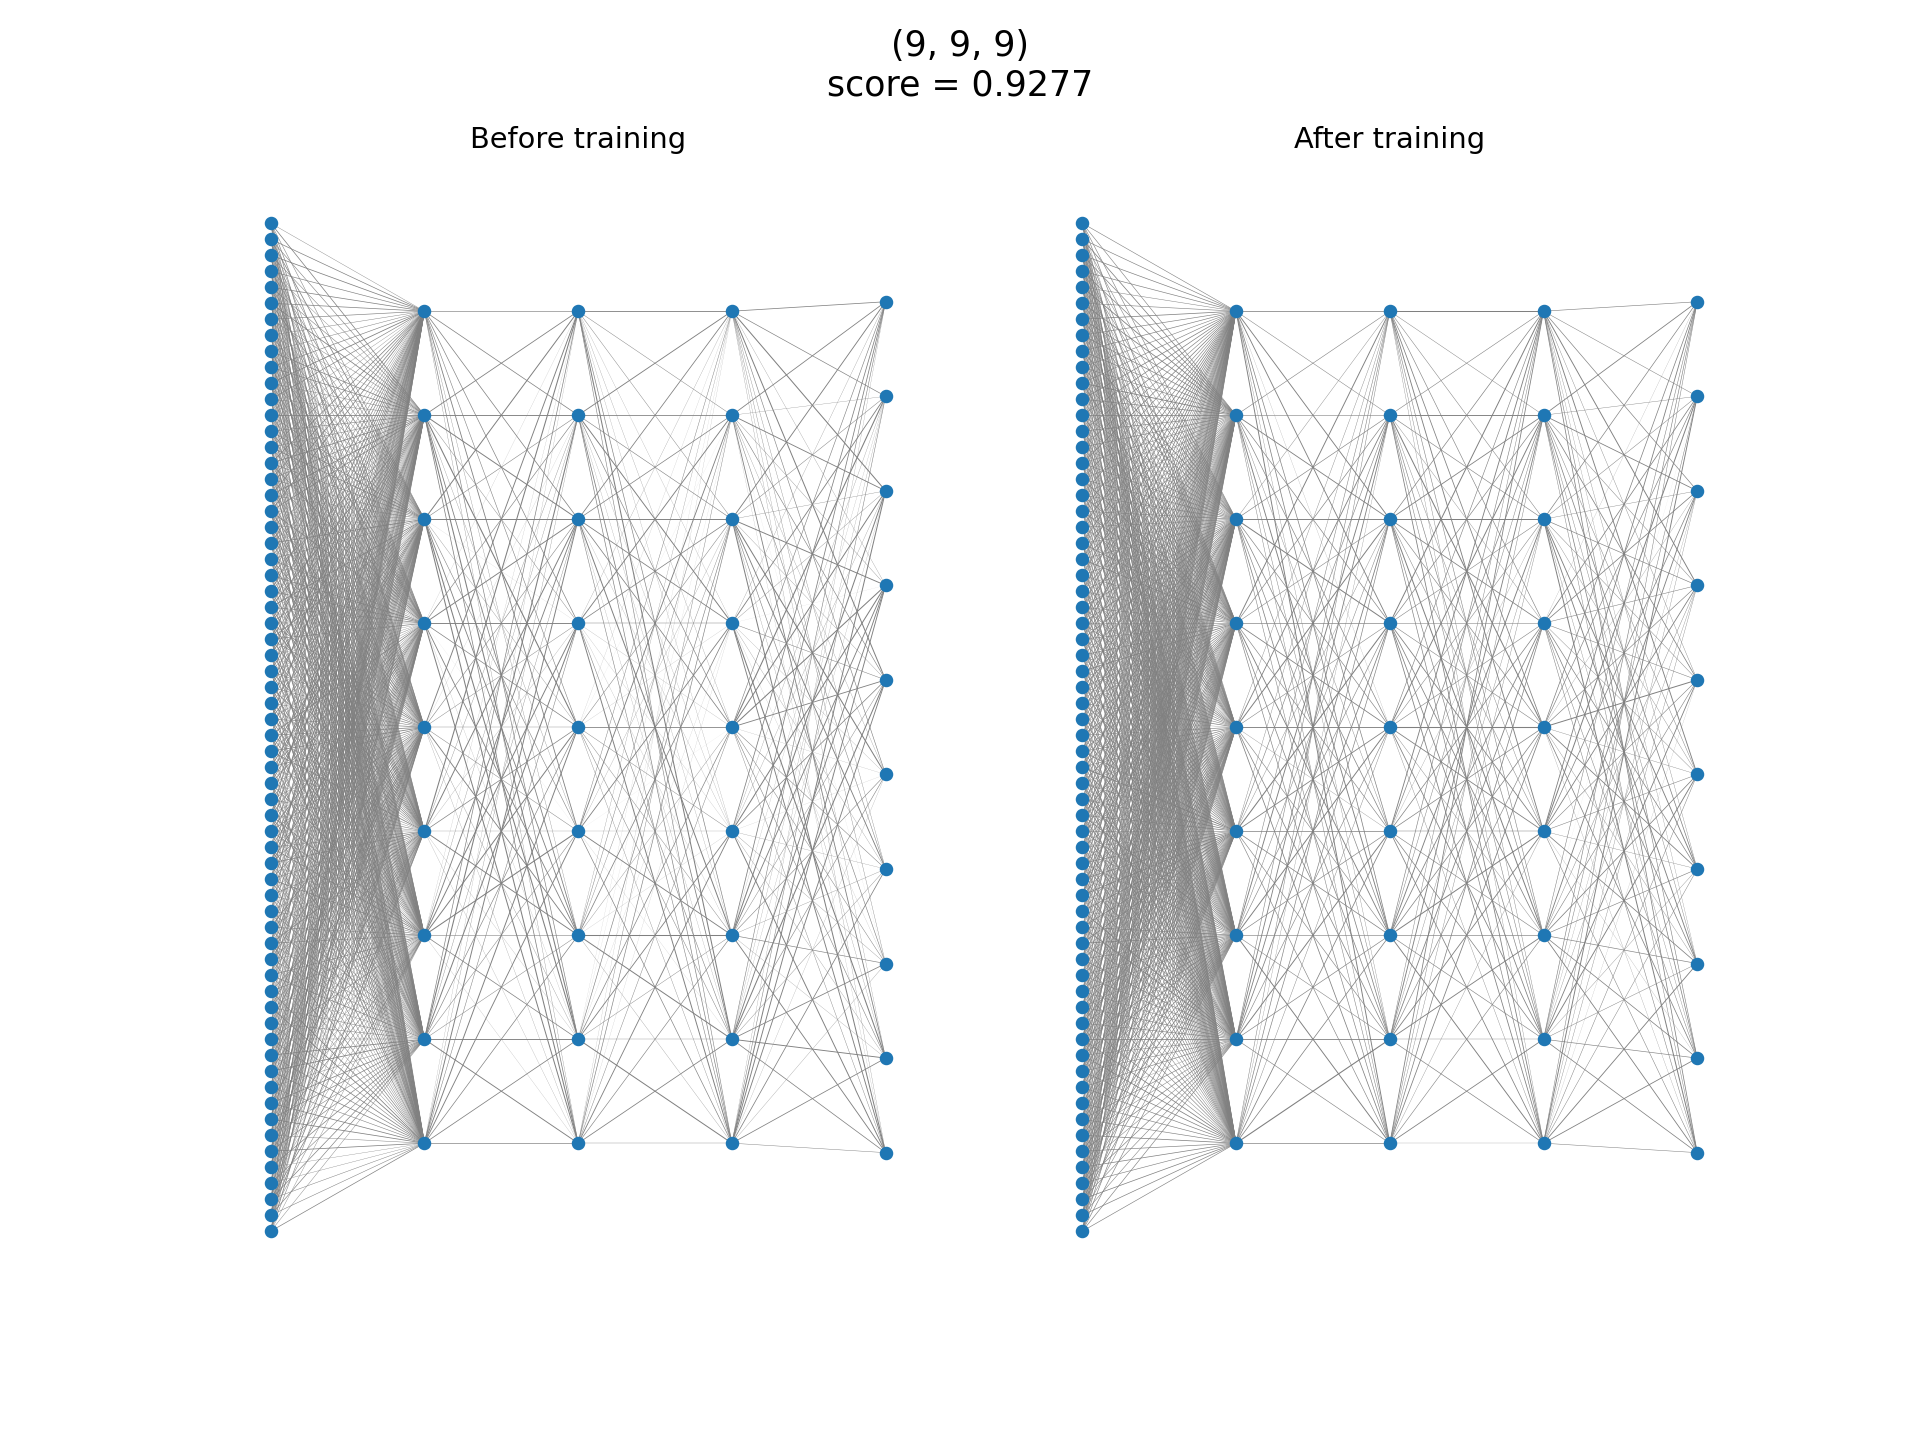 (9, 9, 9)
score = 0.9277
Before training
After training